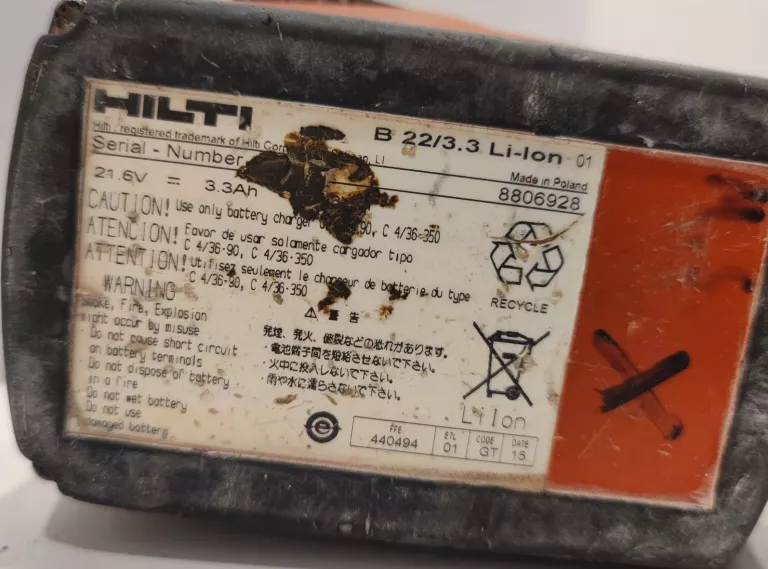 HILTI
B 22/3.3 Li-Ion 01
Hilti registered trademark of Hilti LI
Made in Poland
Serial - Number 8806928
21.6V = 3.3Ah
CAUTION! Use only battery charger C 4/36-350
ATENCION! Favor de usar solamente cargador tipo
C 4/36-90, C 4/36-350
ATTENTION! Utilisez seulement le chargeur de batterie du type
C 4/36-90, C 4/36-350
WARNING
Smoke, Fire, Explosion
might occur by misuse
· Do not cause short circuit
on battery terminals
Do not dispose of battery
in a fire
Do not wet battery
Do not use
damaged battery
⚠ 警告
発煙、発火、破裂などの恐れがあります。
・電池端子間を短絡させないで下さい。
・火中に投入しないで下さい。
・雨や水に濡らさないで下さい。
RECYCLE
Li Ion
FFE 440494
ETL 01
CODE GT
DATE 15